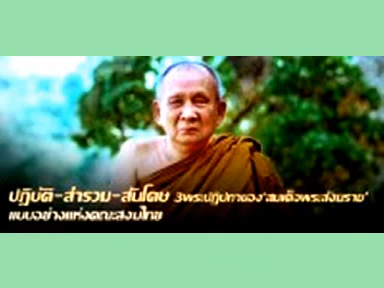 ปฏิบัติ-สำรวม-สันโดษ 3พระปฏิปทาของ'สมเด็จพระสังฆราช'
แบบอย่างแห่งคณะสงฆ์ไทย